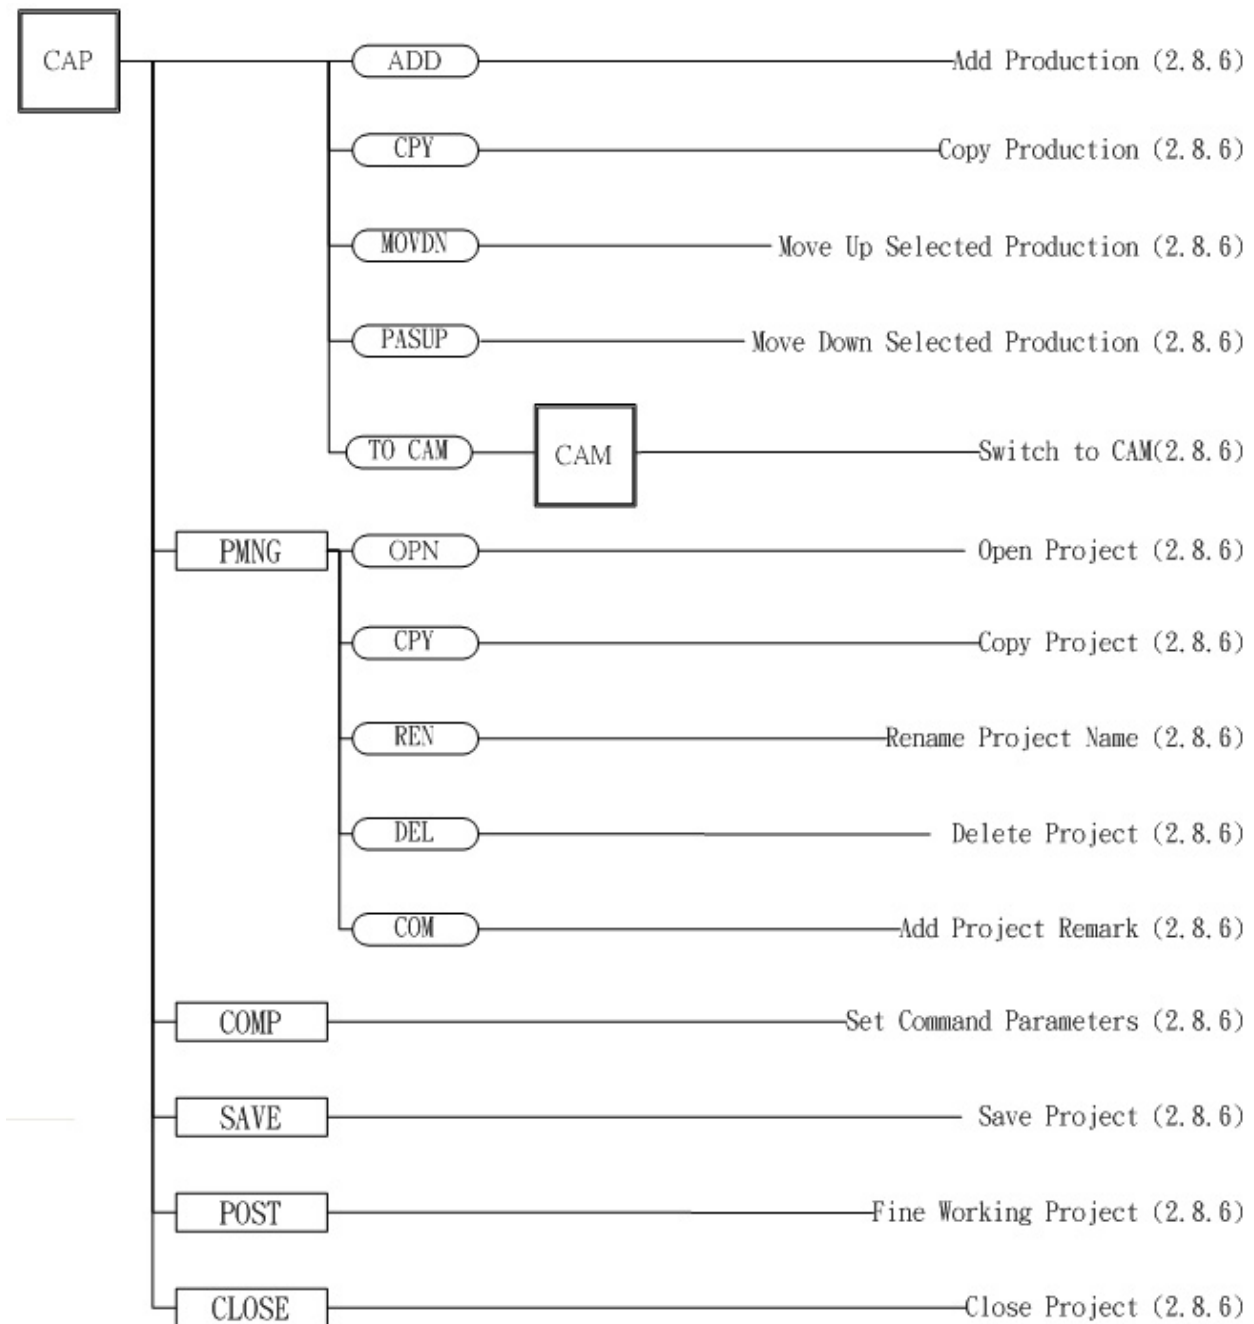 CAP ADD Add Production (2.8.6)
CPY Copy Production (2.8.6)
MOVDN Move Up Selected Production (2.8.6)
PASUP Move Down Selected Production (2.8.6)
TO CAM CAM Switch to CAM(2.8.6)
PMNG OPN Open Project (2.8.6)
CPY Copy Project (2.8.6)
REN Rename Project Name (2.8.6)
DEL Delete Project (2.8.6)
COM Add Project Remark (2.8.6)
COMP Set Command Parameters (2.8.6)
SAVE Save Project (2.8.6)
POST Fine Working Project (2.8.6)
CLOSE Close Project (2.8.6)